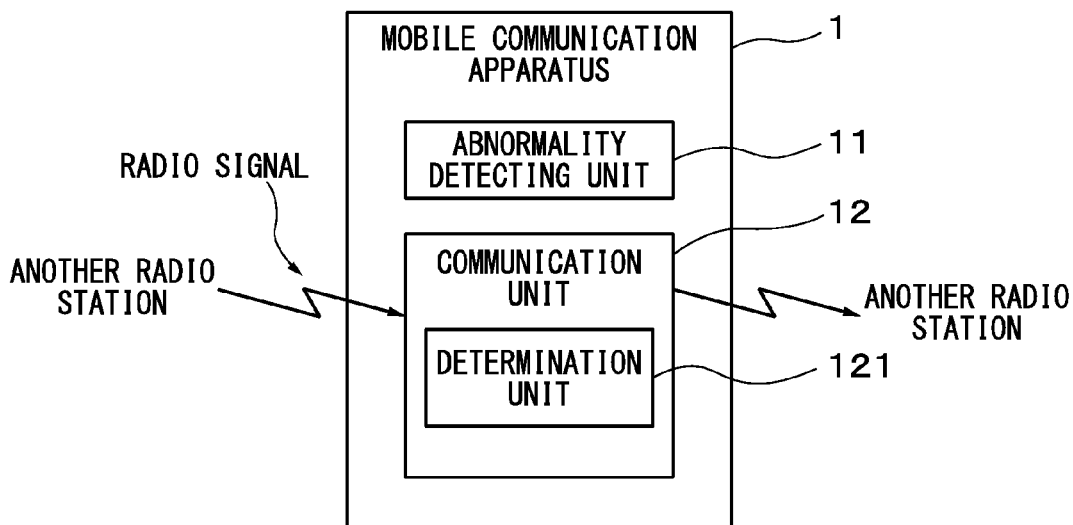 MOBILE COMMUNICATION
APPARATUS
1
ABNORMALITY
DETECTING UNIT
11
RADIO SIGNAL
12
ANOTHER RADIO
STATION
COMMUNICATION
UNIT
ANOTHER RADIO
STATION
DETERMINATION
UNIT
121